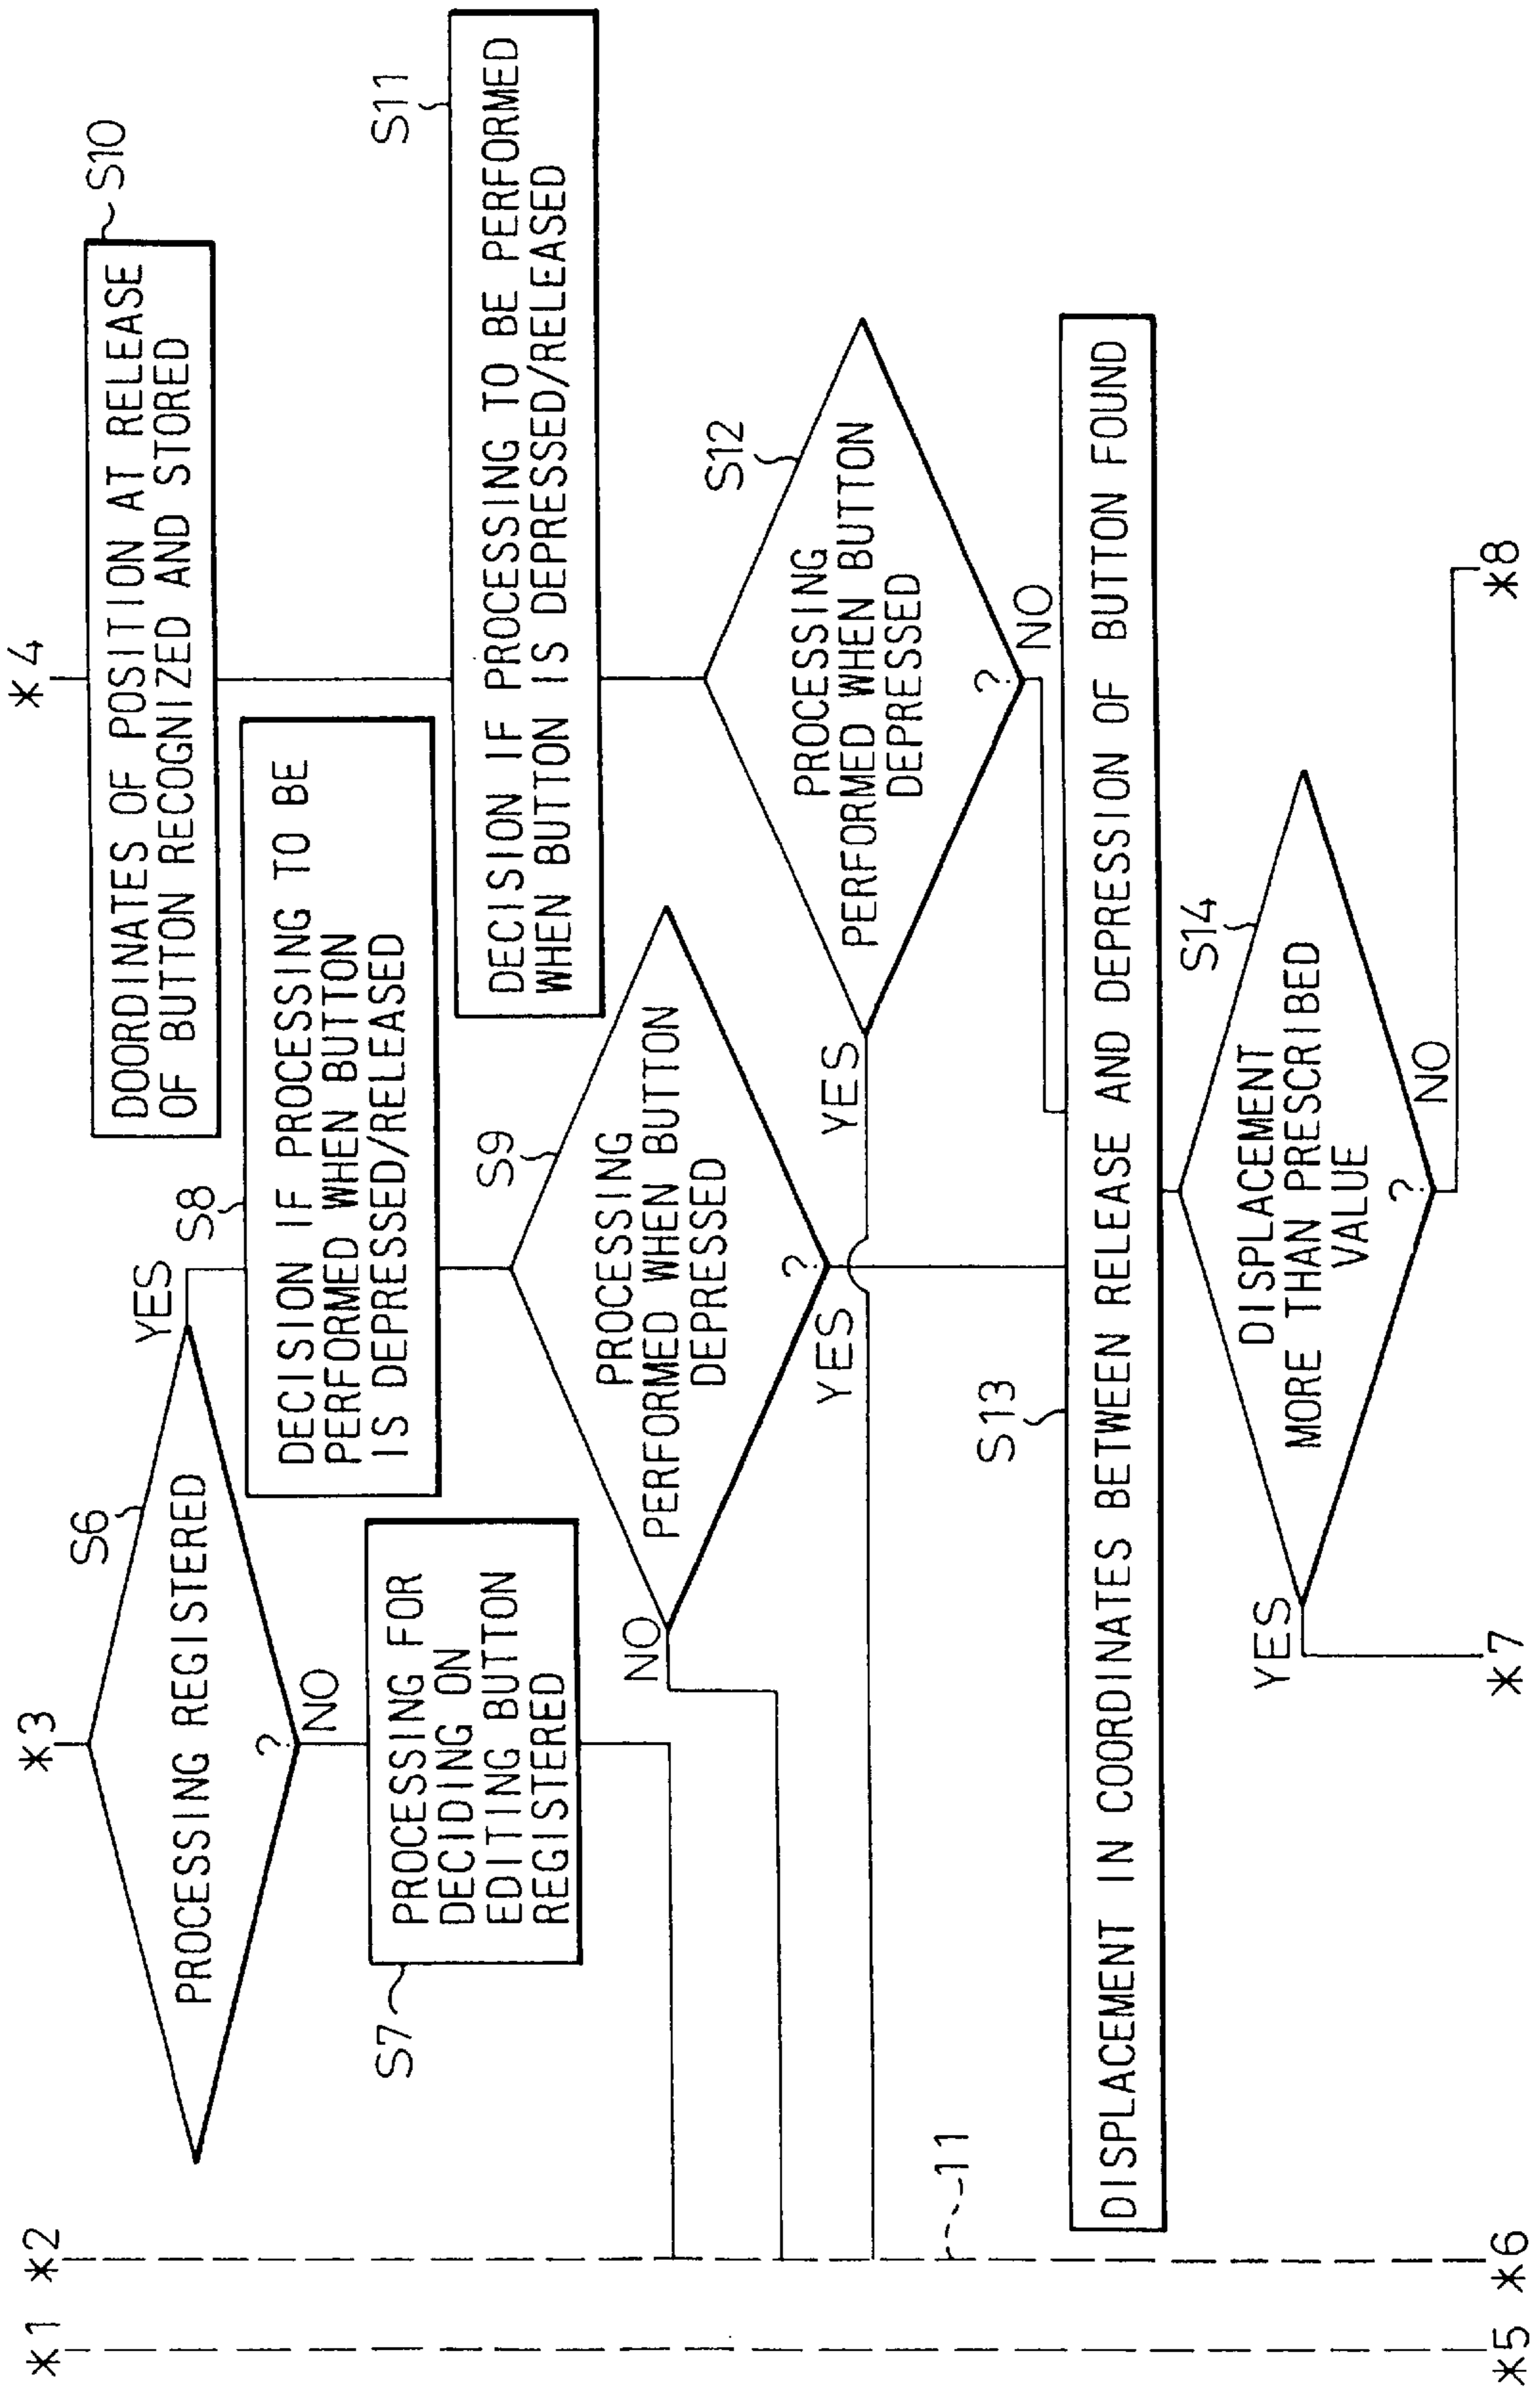 *1
*2
*3
*4
S6
PROCESSING REGISTERED
?
YES
NO
S7
PROCESSING FOR
DECIDING ON
EDITING BUTTON
REGISTERED
S8
DECISION IF PROCESSING TO BE
PERFORMED WHEN BUTTON
IS DEPRESSED/RELEASED
S9
PROCESSING
PERFORMED WHEN BUTTON
DEPRESSED
?
NO
YES
S10
DOORDINATES OF POSITION AT RELEASE
OF BUTTON RECOGNIZED AND STORED
S11
DECISION IF PROCESSING TO BE PERFORMED
WHEN BUTTON IS DEPRESSED/RELEASED
S12
PROCESSING
PERFORMED WHEN BUTTON
DEPRESSED
?
YES
NO
11
S13
DISPLACEMENT IN COORDINATES BETWEEN RELEASE AND DEPRESSION OF BUTTON FOUND
S14
DISPLACEMENT
MORE THAN PRESCRIBED
VALUE
?
YES
NO
*5
*6
*7
*8